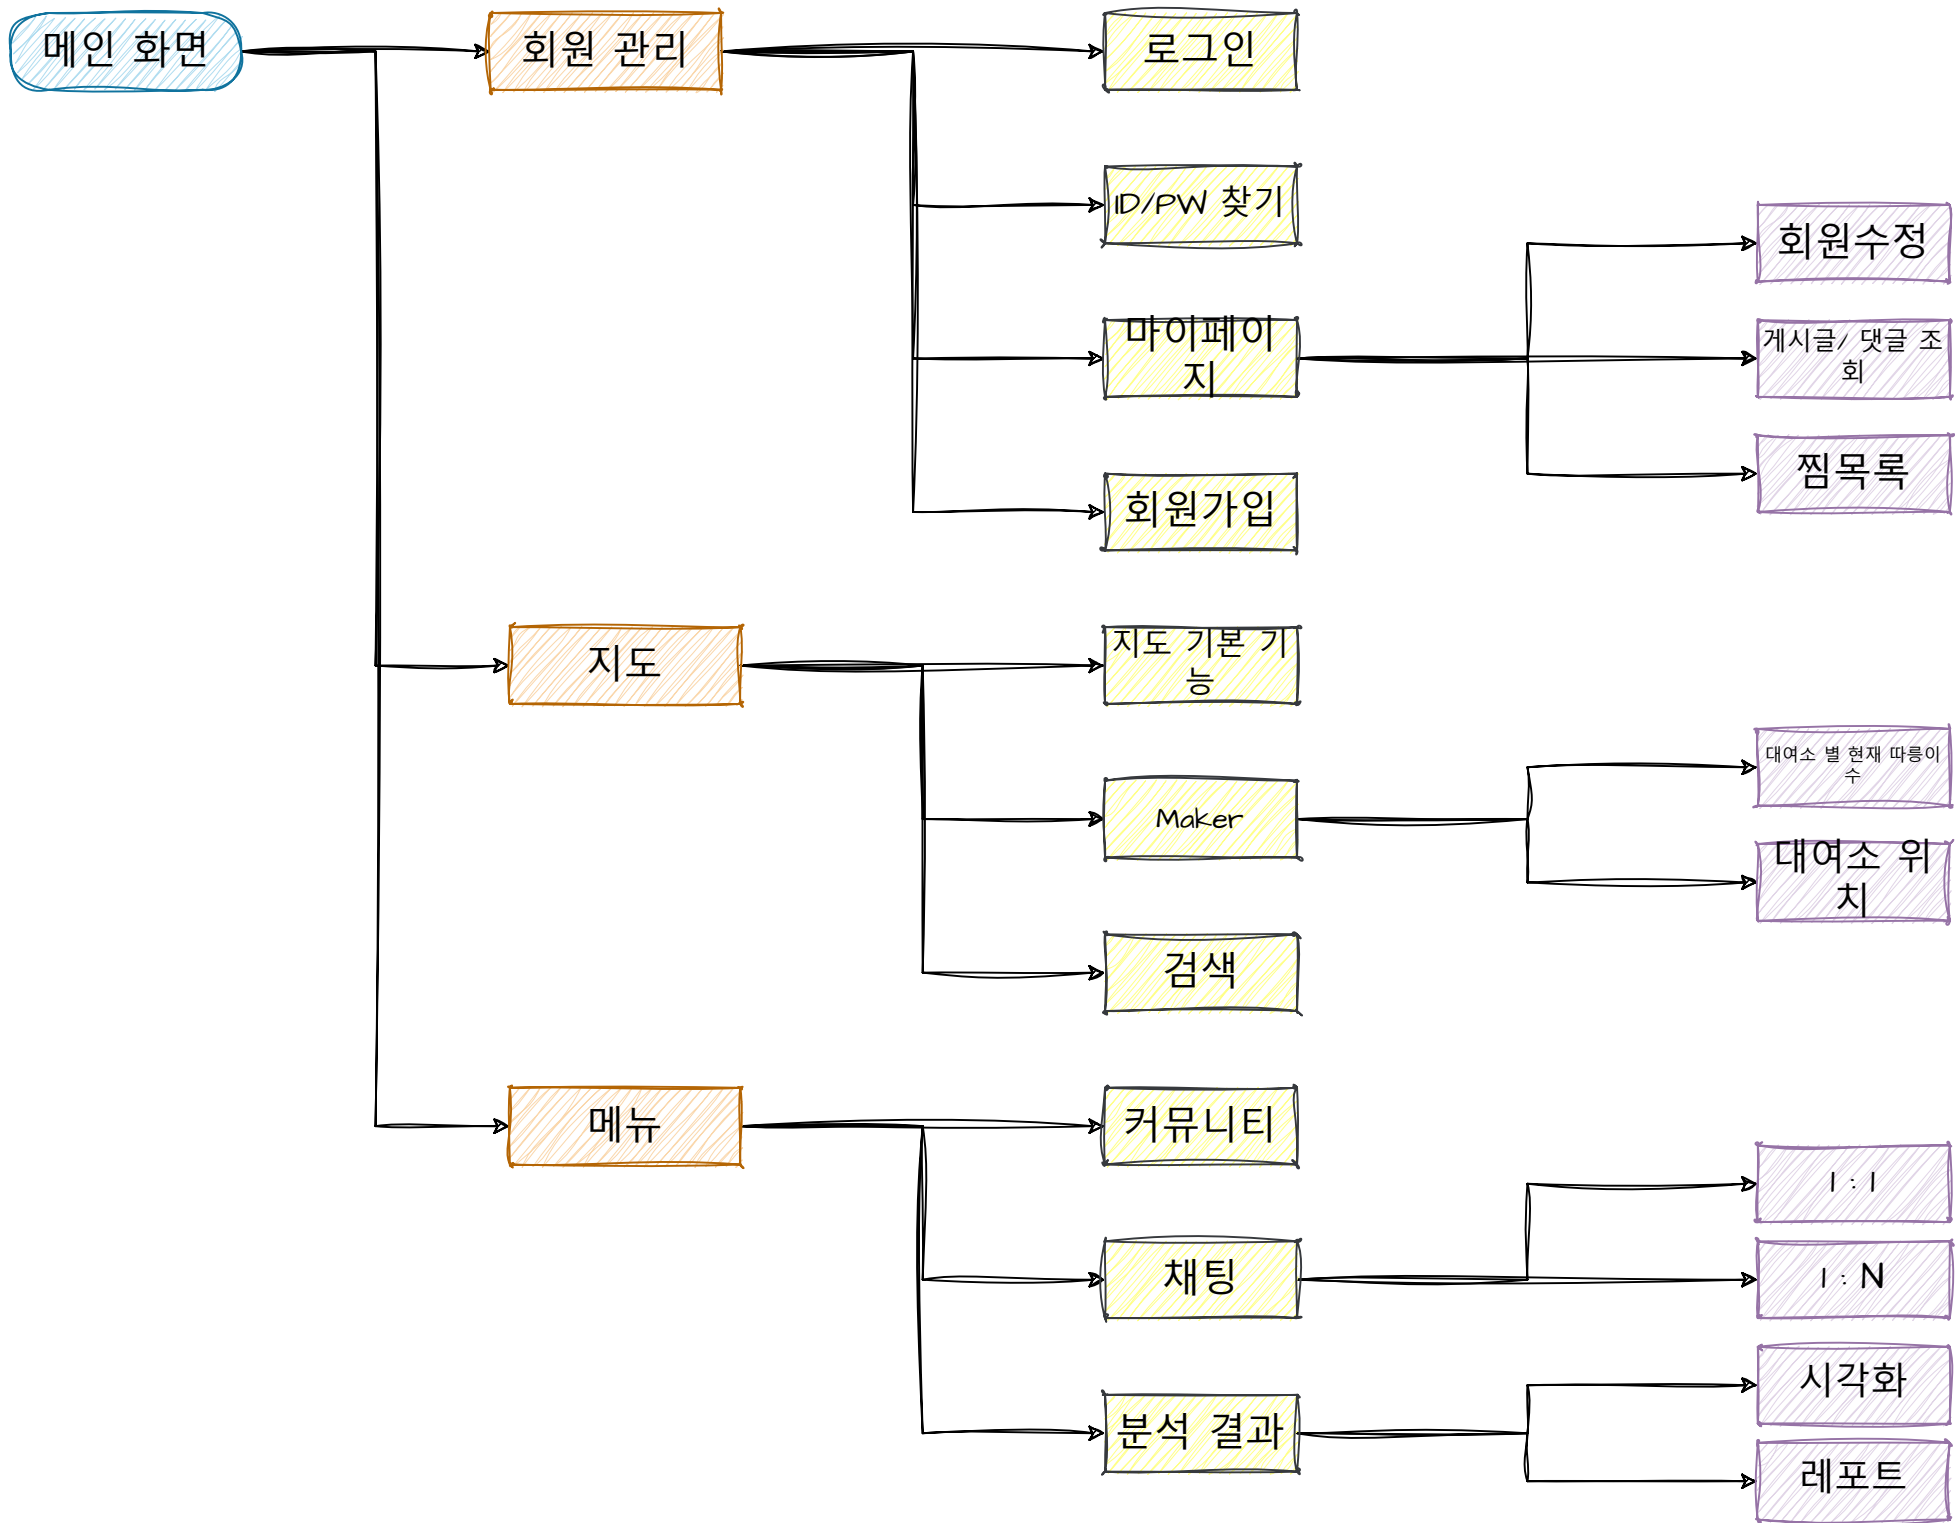 메인 화면
회원 관리
로그인
ID/PW 찾기
회원수정
마이페이
지
게시글/ 댓글 조
회
찜목록
회원가입
지도
지도 기본 기
능
대여소 별 현재 따릉이
수
Maker
대여소 위
치
검색
메뉴
커뮤니티
1 : 1
채팅
1 : N
시각화
분석 결과
레포트